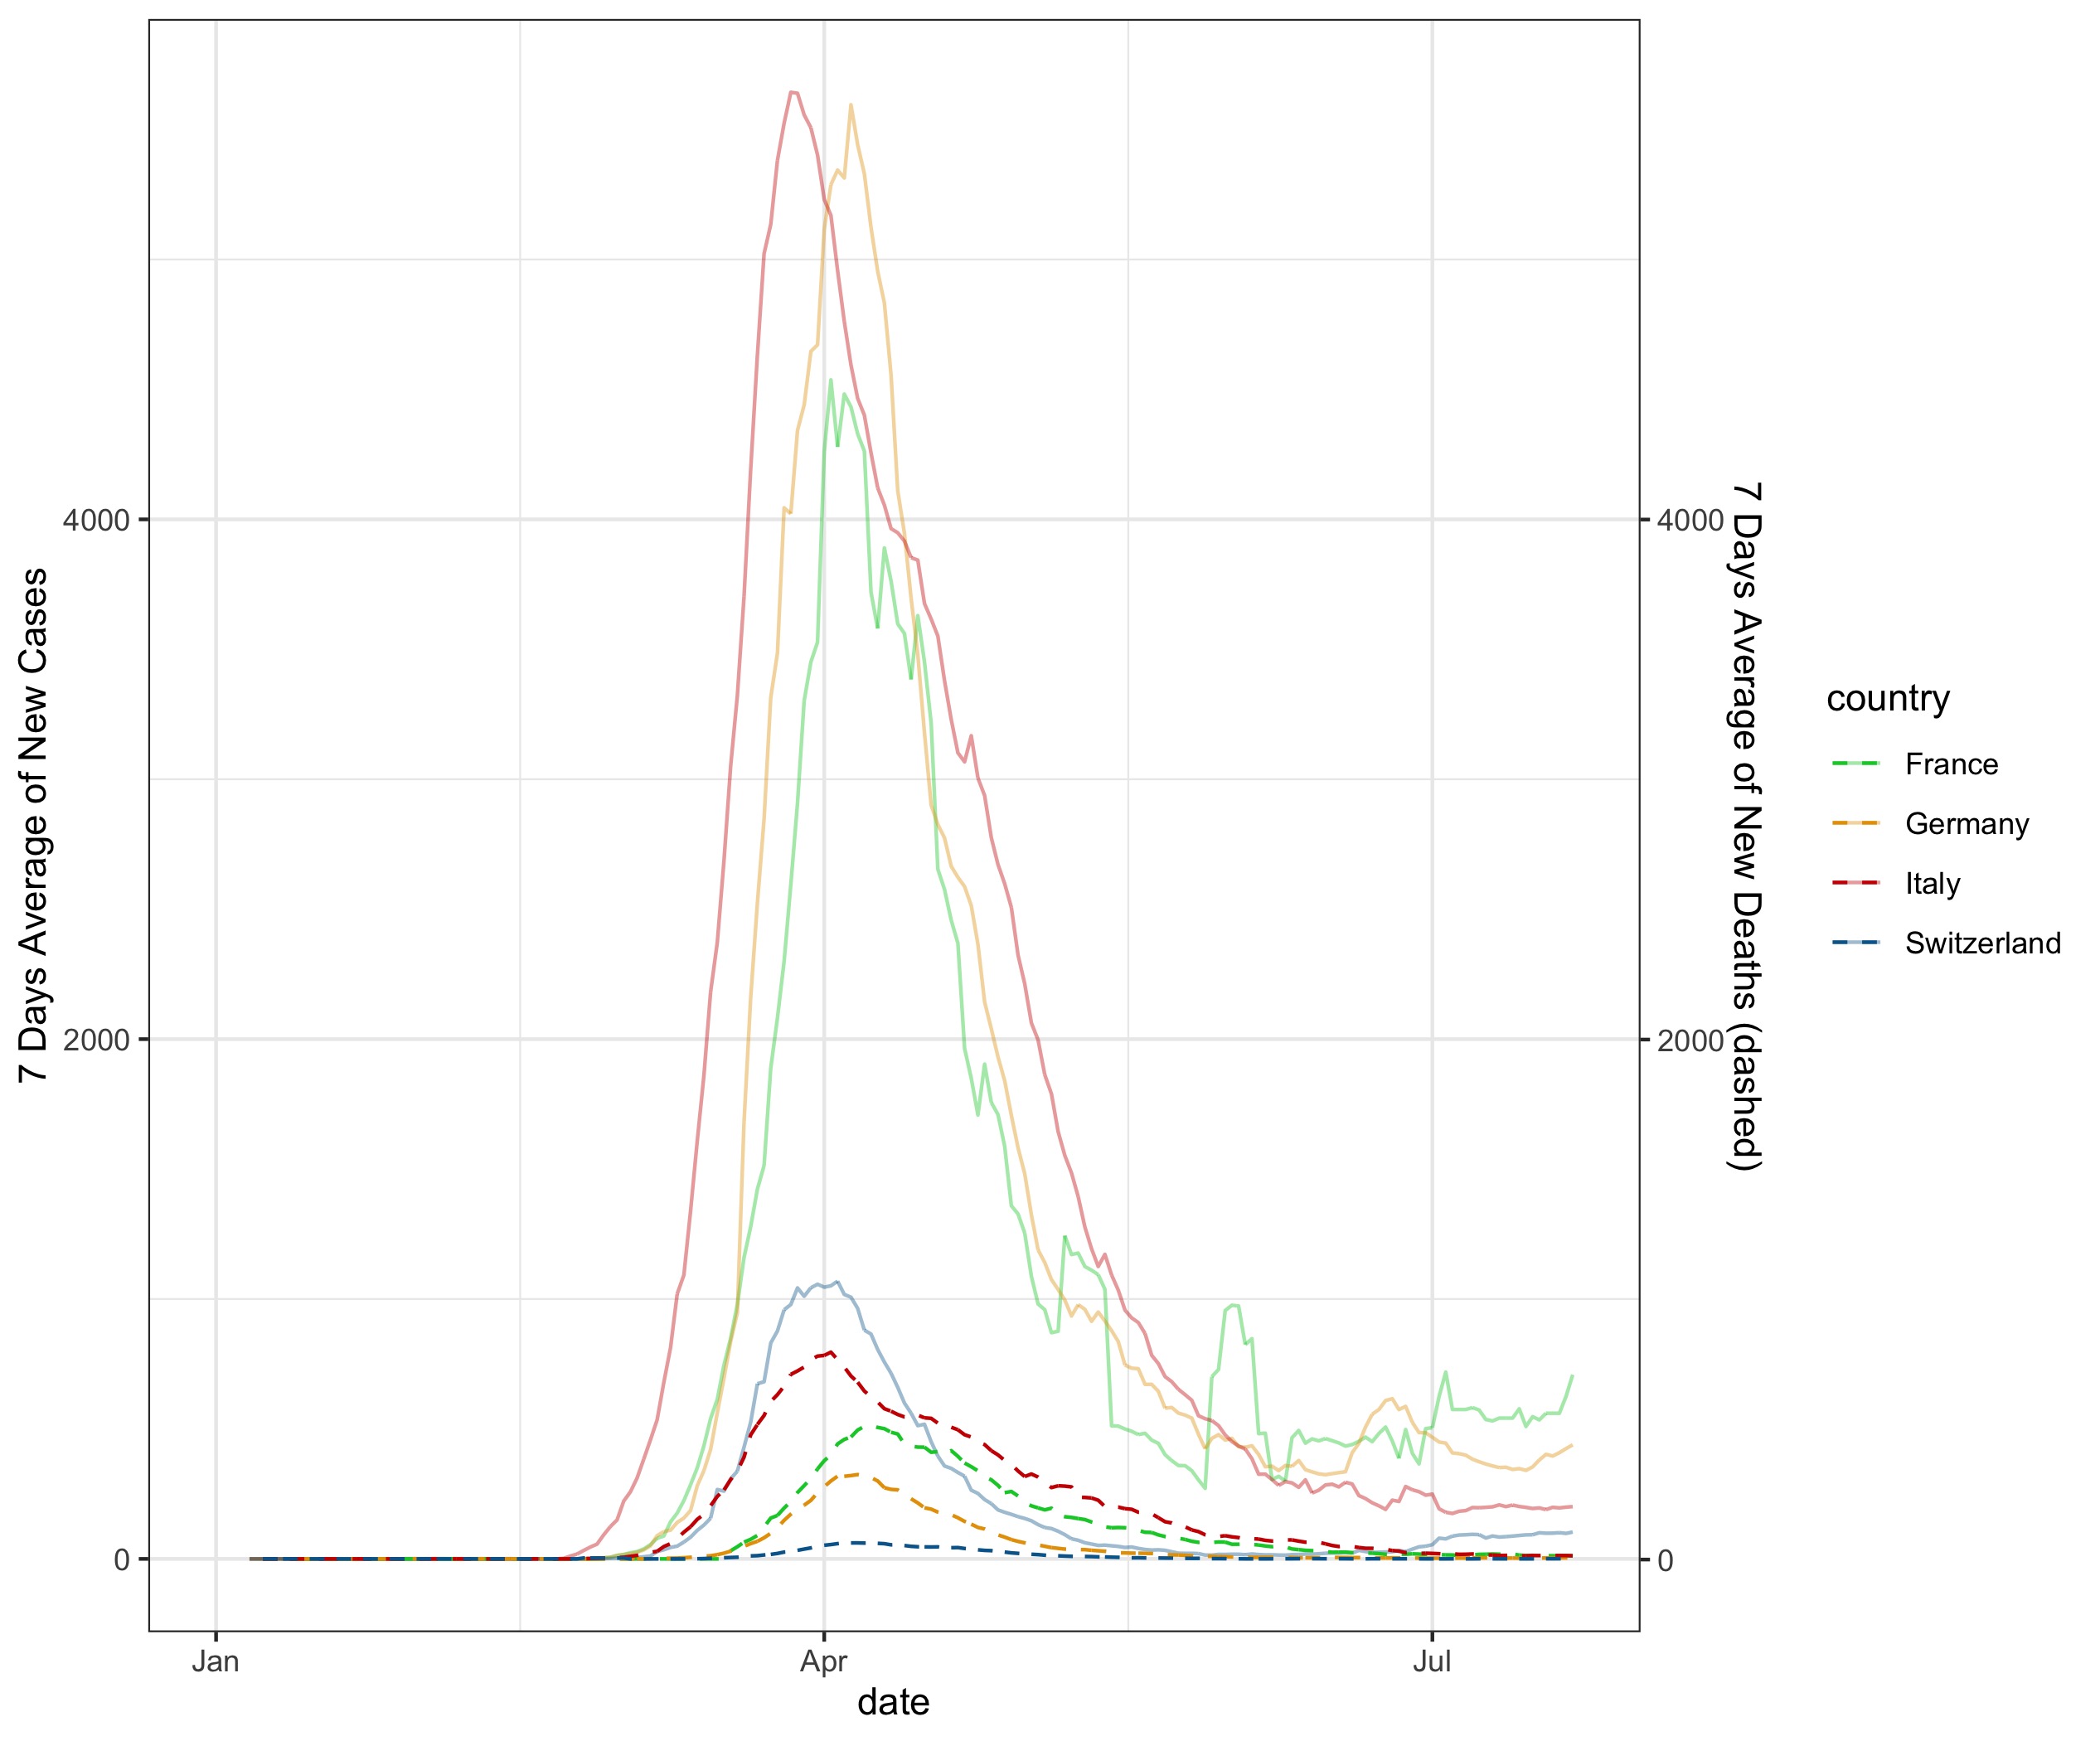 7 Days Average of New Cases
4000
2000
0
Jan
Apr
Jul
date
4000
2000
0
7 Days Average of New Deaths (dashed)
country
France
Germany
Italy
Switzerland